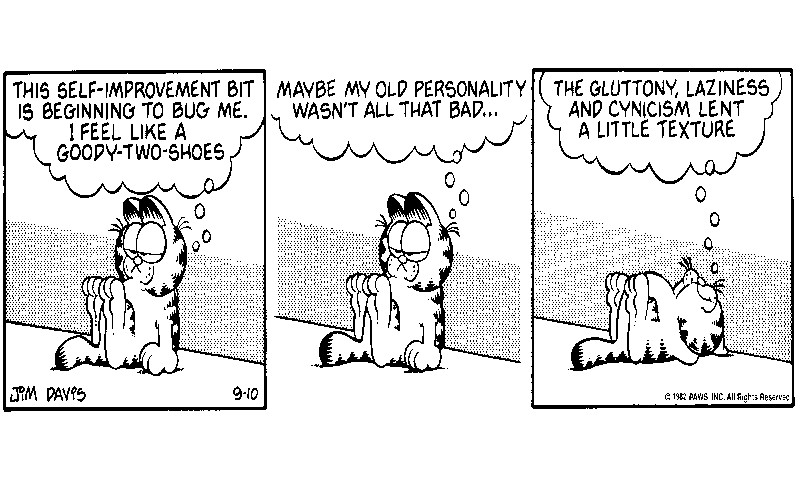 THIS SELF-IMPROVEMENT BIT
IS BEGINNING TO BUG ME.
I FEEL LIKE A
GOODY-TWO-SHOES
JIM DAVIS
9-10
MAYBE MY OLD PERSONALITY
WASN'T ALL THAT BAD...
THE GLUTTONY, LAZINESS
AND CYNICISM LENT
A LITTLE TEXTURE
© 1982 PAWS, INC. All Rights Reserved